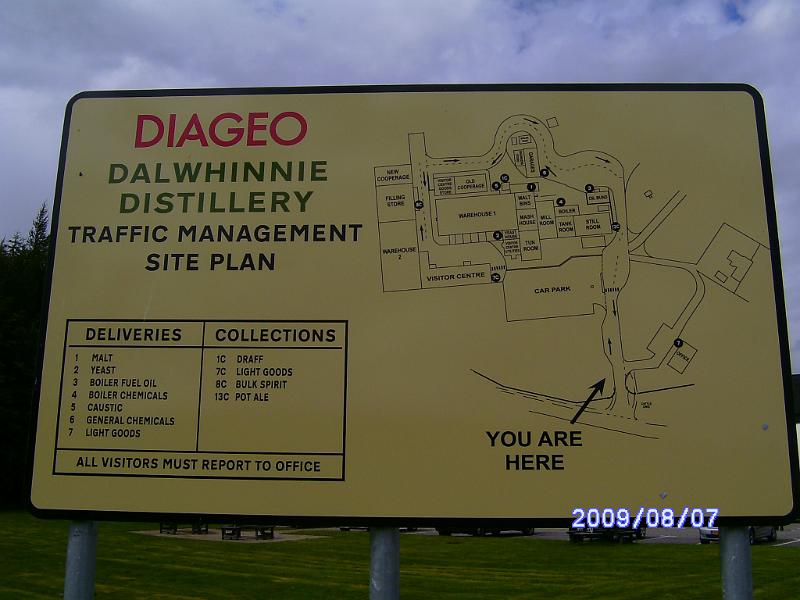 DIAGEO
DALWHINNIE
DISTILLERY
TRAFFIC MANAGEMENT
SITE PLAN
DELIVERIES
1 MALT
2 YEAST
3 BOILER FUEL OIL
4 BOILER CHEMICALS
5 CAUSTIC
6 GENERAL CHEMICALS
7 LIGHT GOODS
COLLECTIONS
1C DRAFF
7C LIGHT GOODS
8C BULK SPIRIT
13C POT ALE
ALL VISITORS MUST REPORT TO OFFICE
NEW
COOPERAGE
FILLING
STORE
WAREHOUSE
2
VISITOR CENTRE
OLD
COOPERAGE
WAREHOUSE 1
MALT
BINS
MASH
HOUSE
MILL
ROOM
BOILER
TANK
ROOM
STILL
ROOM
TUN
ROOM
CAR PARK
OFFICE
YOU ARE
HERE
2009/08/07